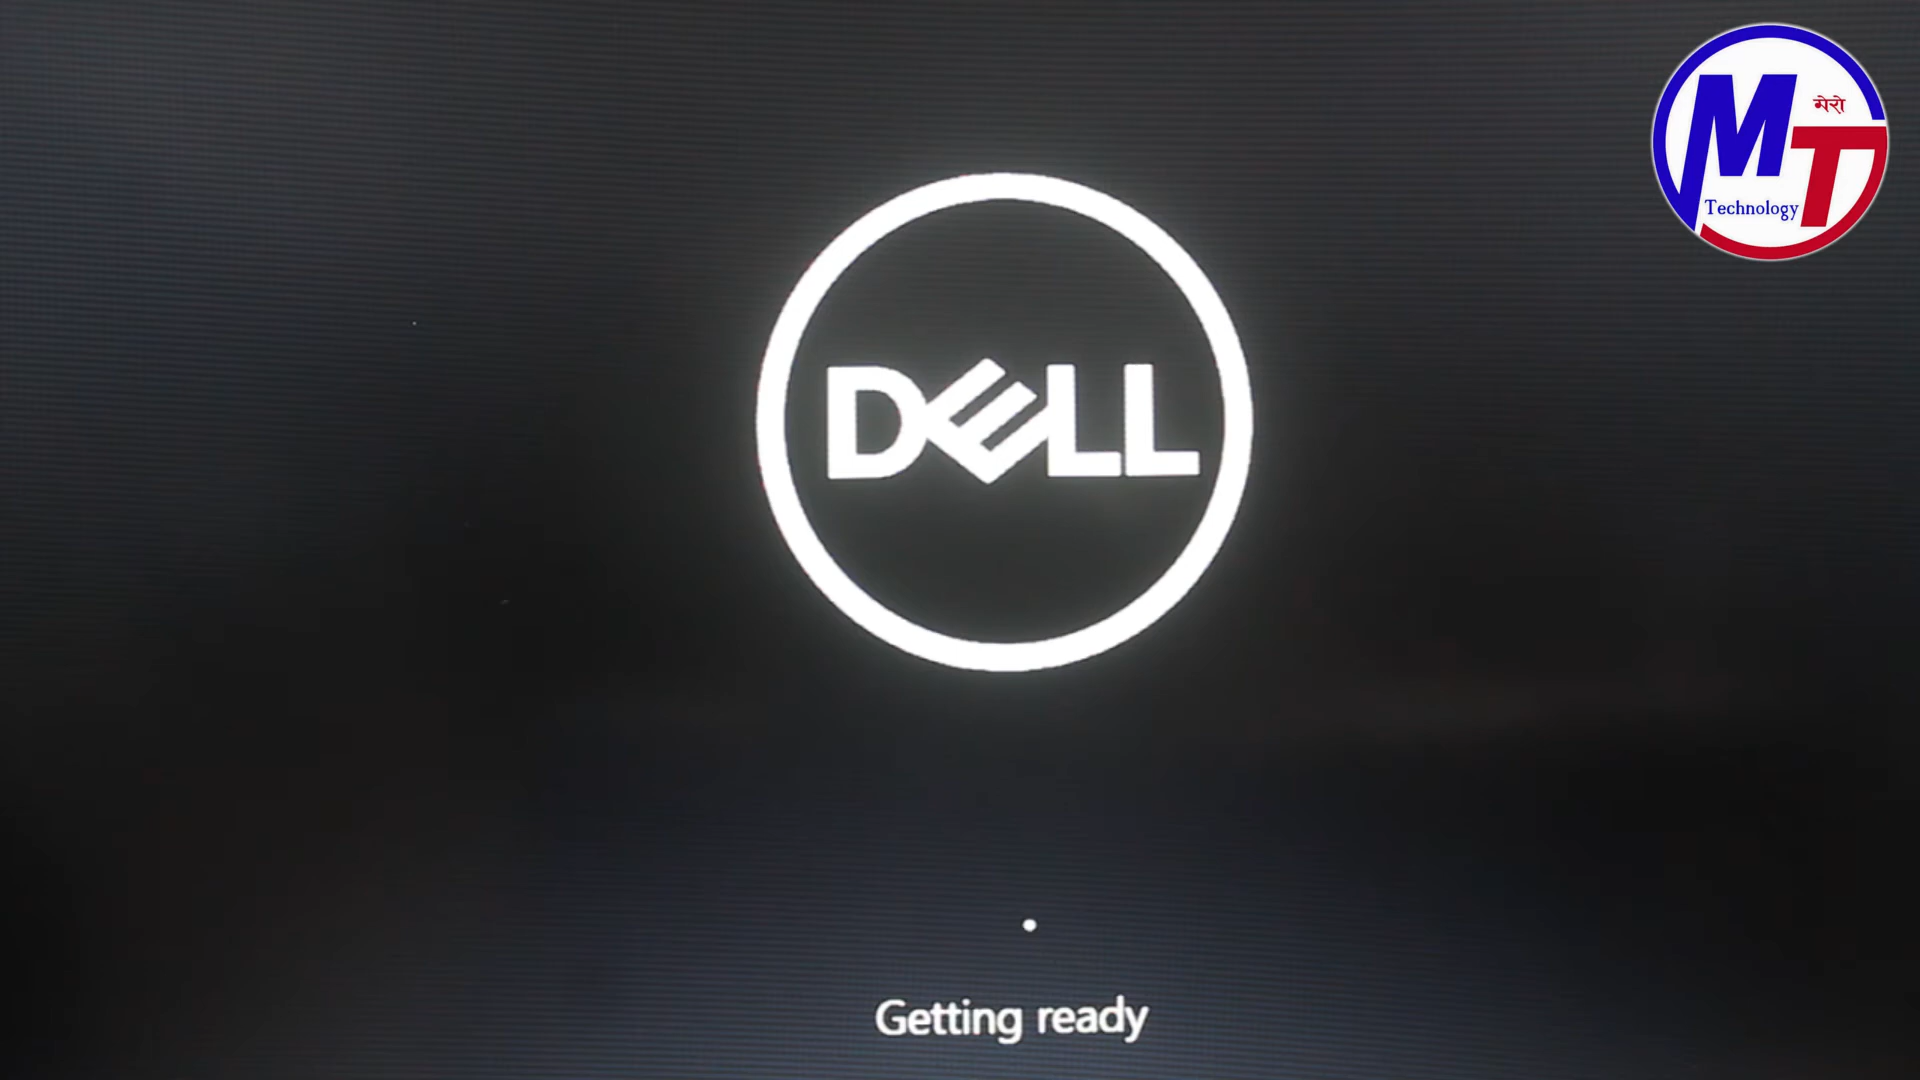 मेरो
MT
Technology
DELL
Getting ready